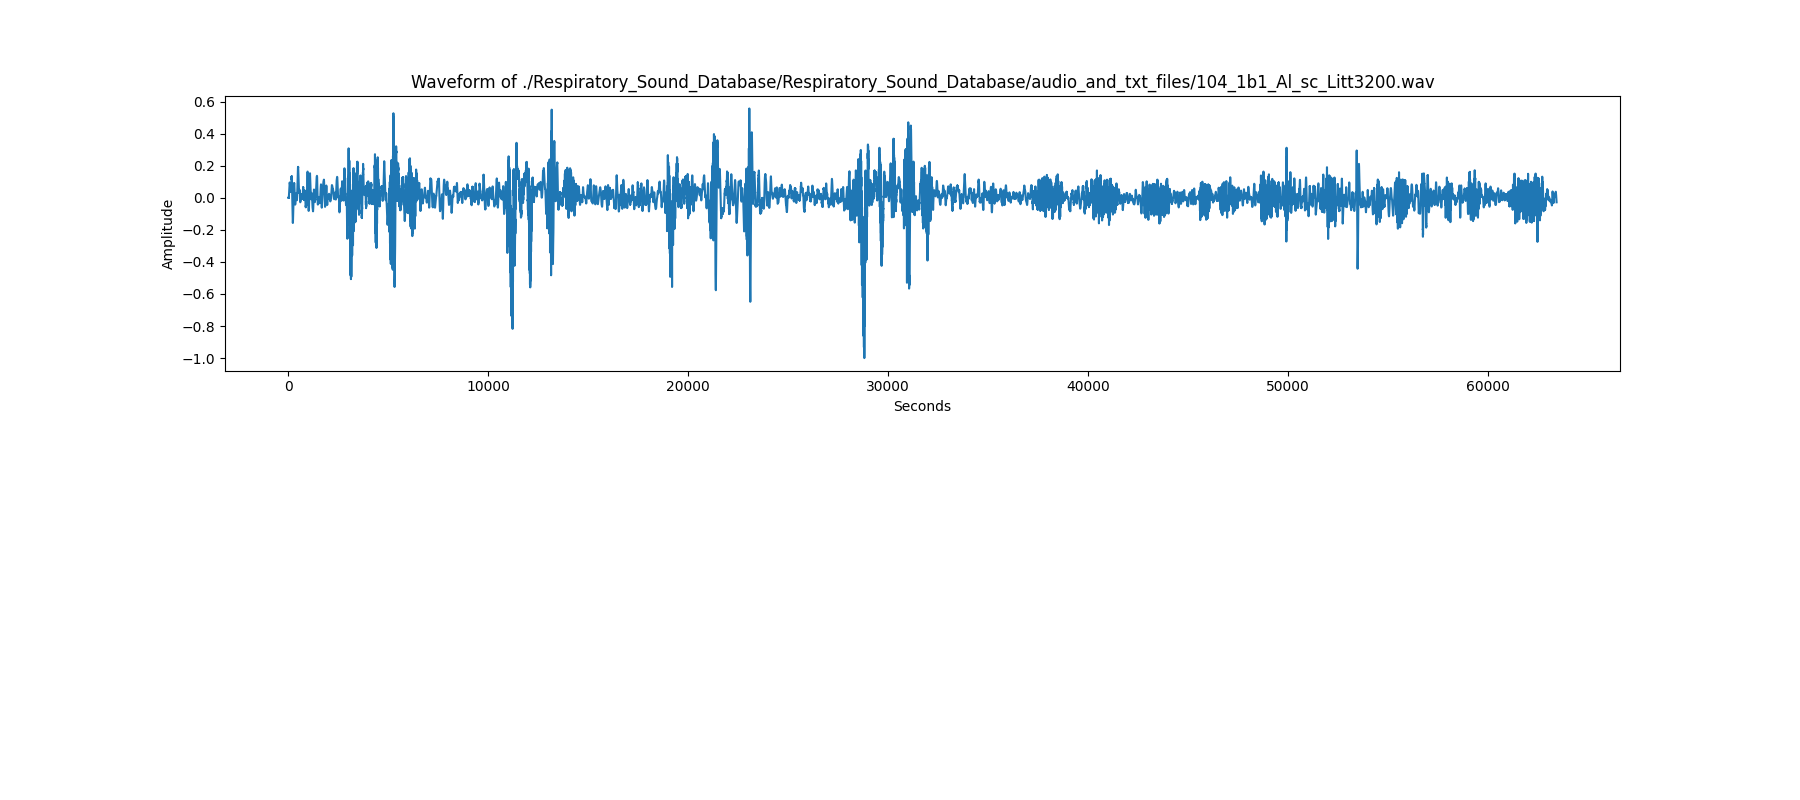 Waveform of ./Respiratory_Sound_Database/Respiratory_Sound_Database/audio_and_txt_files/104_1b1_Al_sc_Litt3200.wav
0.6
0.4
0.2
0.0
−0.2
−0.4
−0.6
−0.8
−1.0
Amplitude
0 10000 20000 30000 40000 50000 60000
Seconds